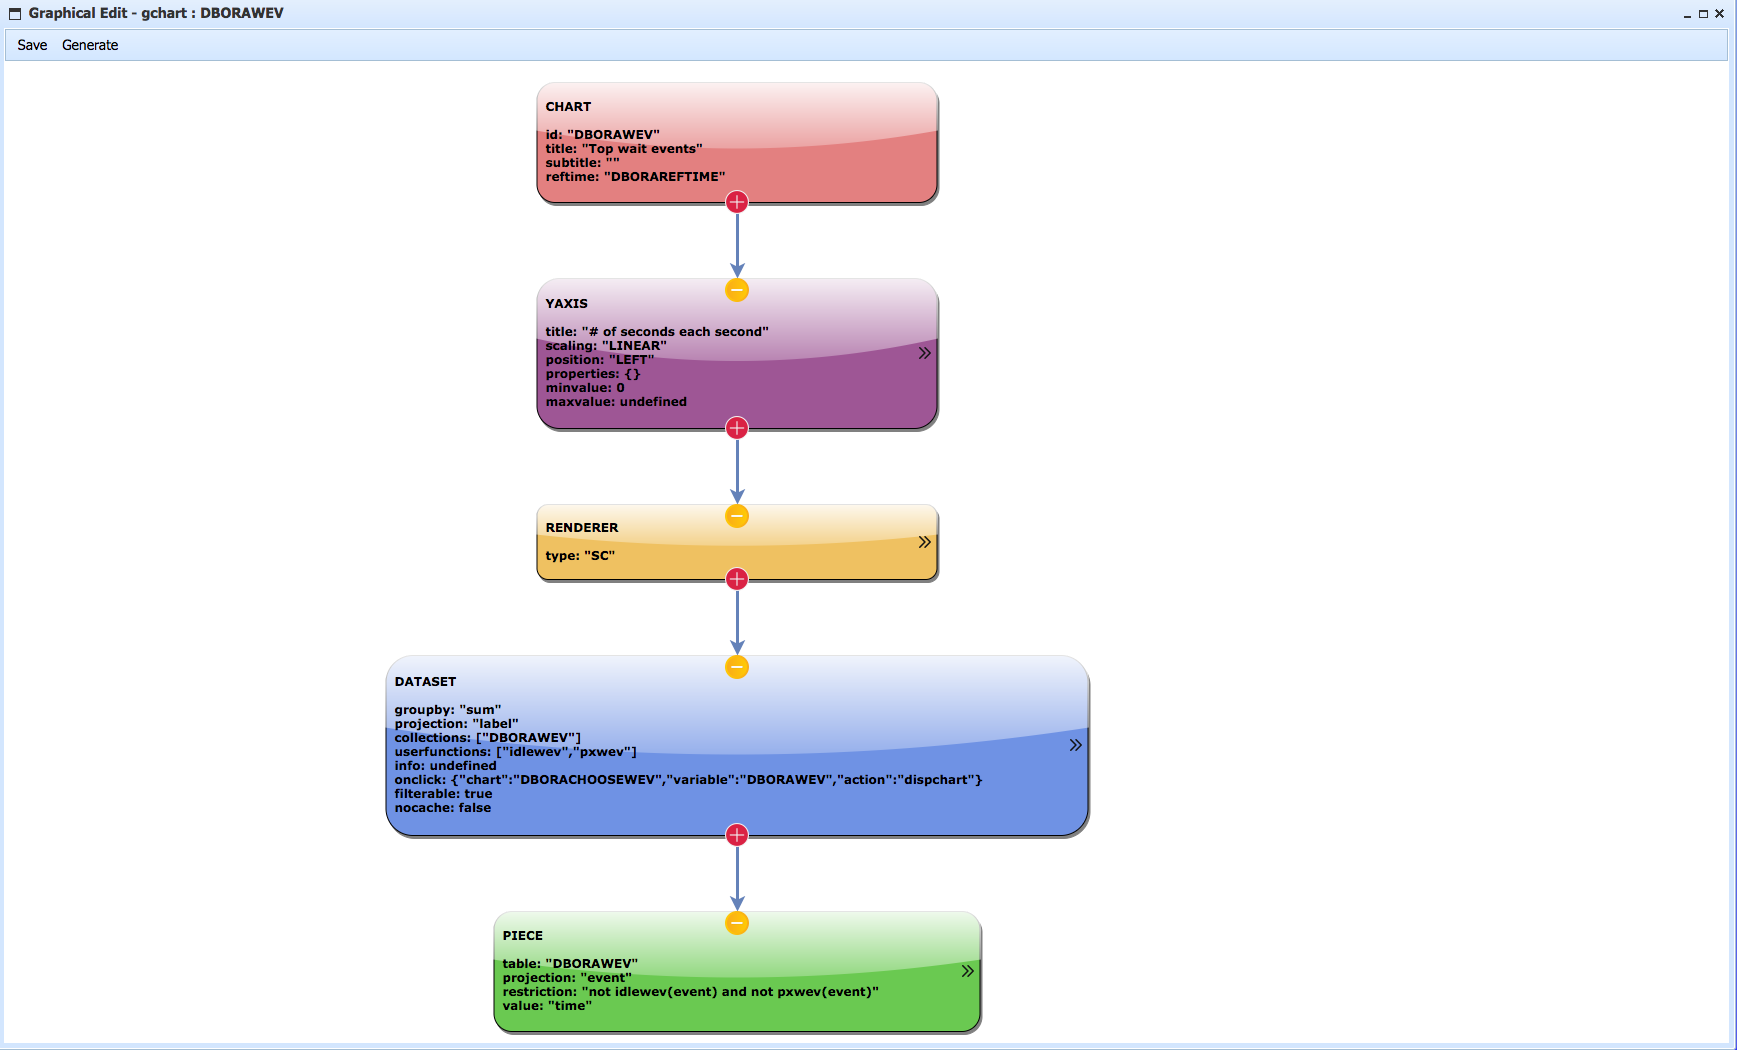 Graphical Edit - gchart : DBORAWEV
Save Generate
CHART
id: "DBORAWEV"
title: "Top wait events"
subtitle: ""
reftime: "DBORAREFTIME"
YAXIS
title: "# of seconds each second"
scaling: "LINEAR"
position: "LEFT"
properties: {}
minvalue: 0
maxvalue: undefined
RENDERER
type: "SC"
DATASET
groupby: "sum"
projection: "label"
collections: ["DBORAWEV"]
userfunctions: ["idlewev","pxwev"]
info: undefined
onclick: {"chart":"DBORACHOOSEWEV","variable":"DBORAWEV","action":"dispchart"}
filterable: true
nocache: false
PIECE
table: "DBORAWEV"
projection: "event"
restriction: "not idlewev(event) and not pxwev(event)"
value: "time"